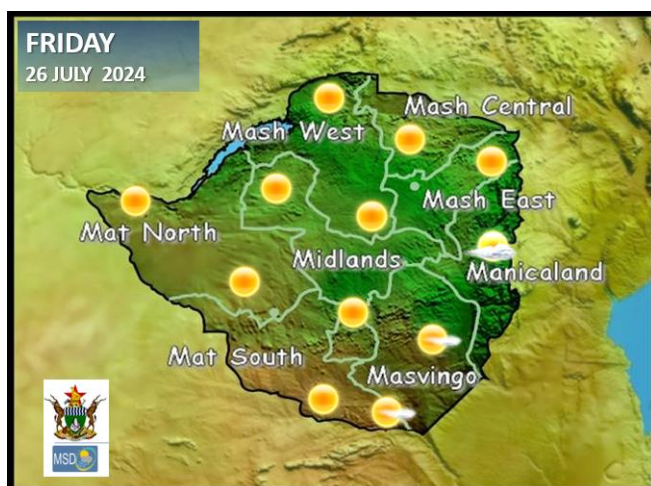 FRIDAY
26 JULY 2024
Mash Central
Mash West
Mash East
Mat North
Midlands
Manicaland
Mat South
Masvingo
MSD